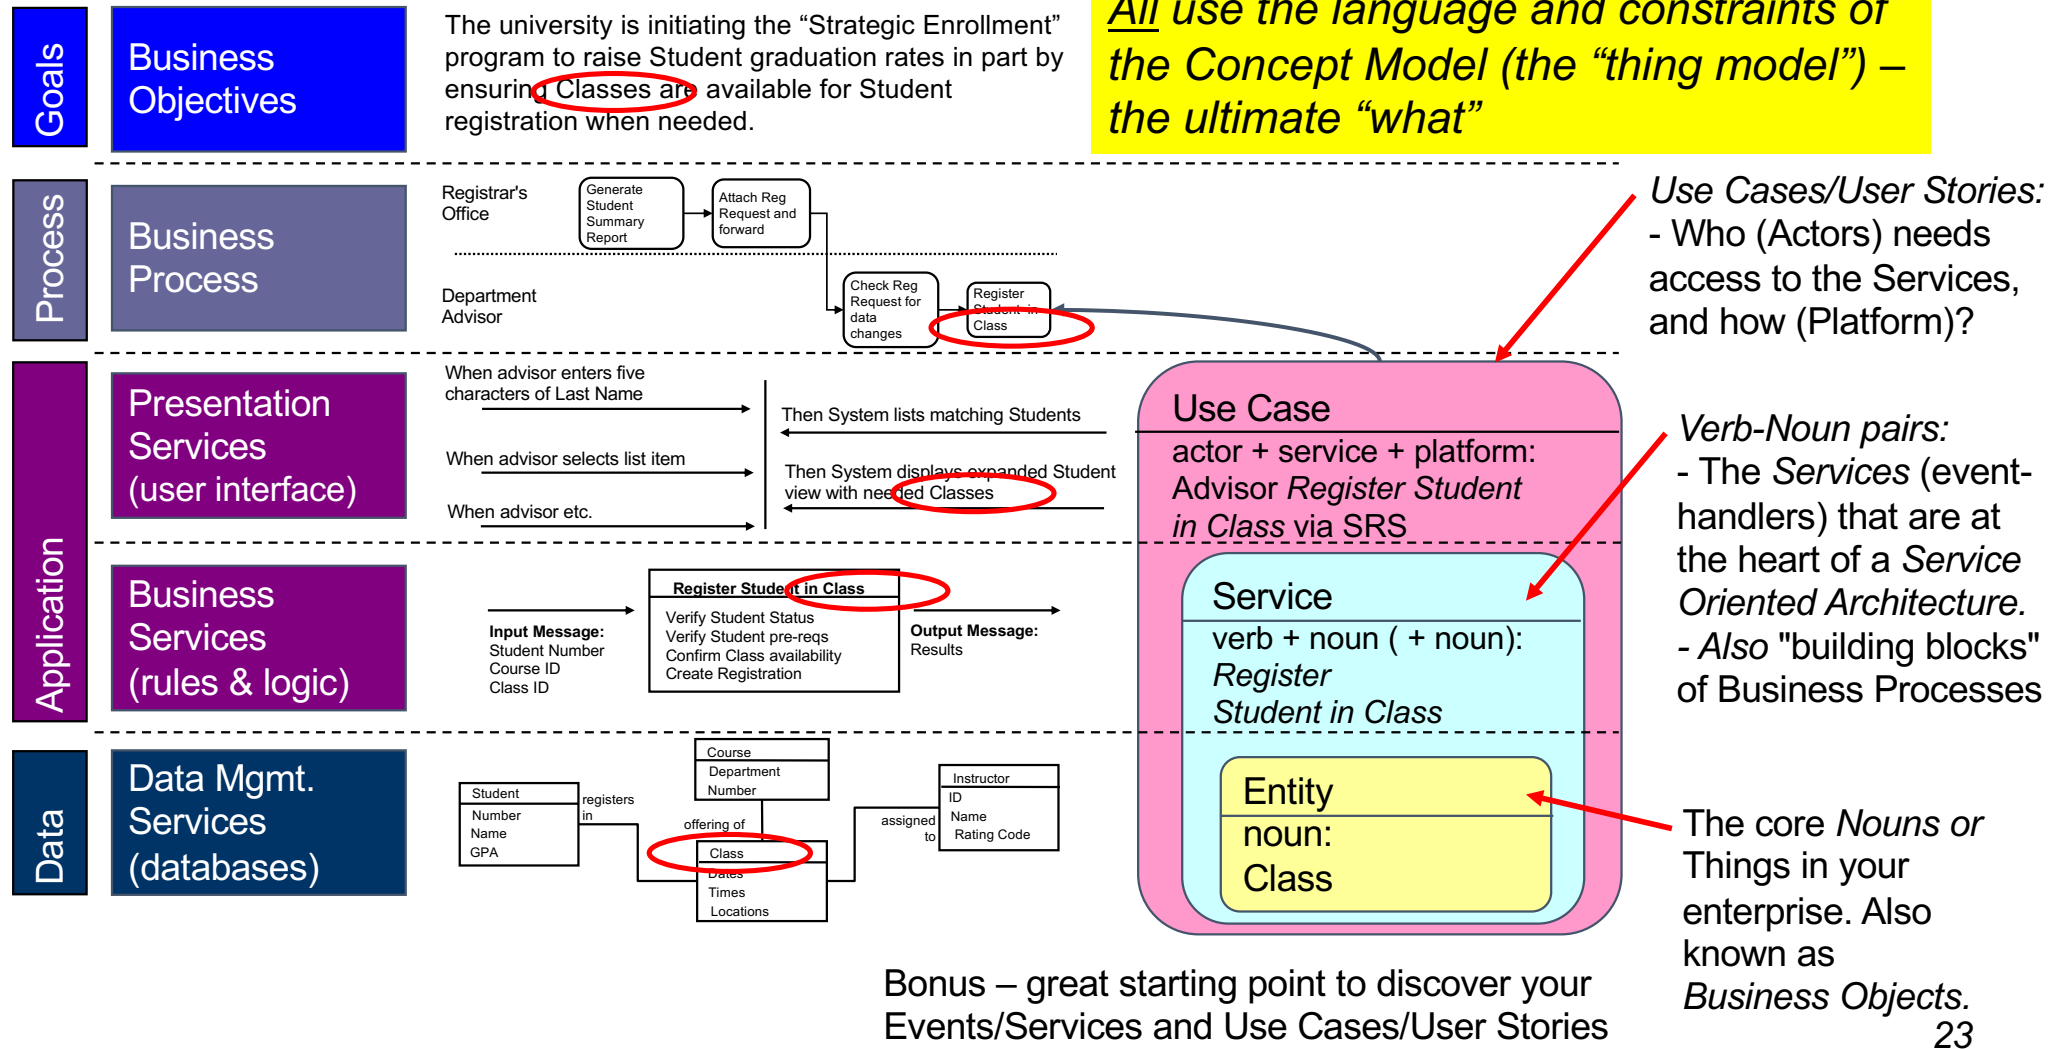 Goals
Business
Objectives
The university is initiating the “Strategic Enrollment”
program to raise Student graduation rates in part by
ensuring Classes are available for Student
registration when needed.
All use the language and constraints of
the Concept Model (the “thing model”) –
the ultimate “what”
Process
Business
Process
Registrar's
Office
Generate
Student
Summary
Report
Attach Reg
Request and
forward
Department
Advisor
Check Reg
Request for
data
changes
Register
Student in
Class
Use Cases/User Stories:
- Who (Actors) needs
access to the Services,
and how (Platform)?
Application
Presentation
Services
(user interface)
When advisor enters five
characters of Last Name
Then System lists matching Students
When advisor selects list item
Then System displays expanded Student
view with needed Classes
When advisor etc.
Use Case
actor + service + platform:
Advisor Register Student
in Class via SRS
Verb-Noun pairs:
- The Services (event-
handlers) that are at
the heart of a Service
Oriented Architecture.
- Also "building blocks"
of Business Processes
Business
Services
(rules & logic)
Input Message:
Student Number
Course ID
Class ID
Register Student in Class
Verify Student Status
Verify Student pre-reqs
Confirm Class availability
Create Registration
Output Message:
Results
Service
verb + noun ( + noun):
Register
Student in Class
Data
Data Mgmt.
Services
(databases)
Student
Number
Name
GPA
registers
in
Course
Department
Number
offering of
Class
Dates
Times
Locations
assigned
to
Instructor
ID
Name
Rating Code
Entity
noun:
Class
The core Nouns or
Things in your
enterprise. Also
known as
Business Objects.
Bonus – great starting point to discover your
Events/Services and Use Cases/User Stories
23